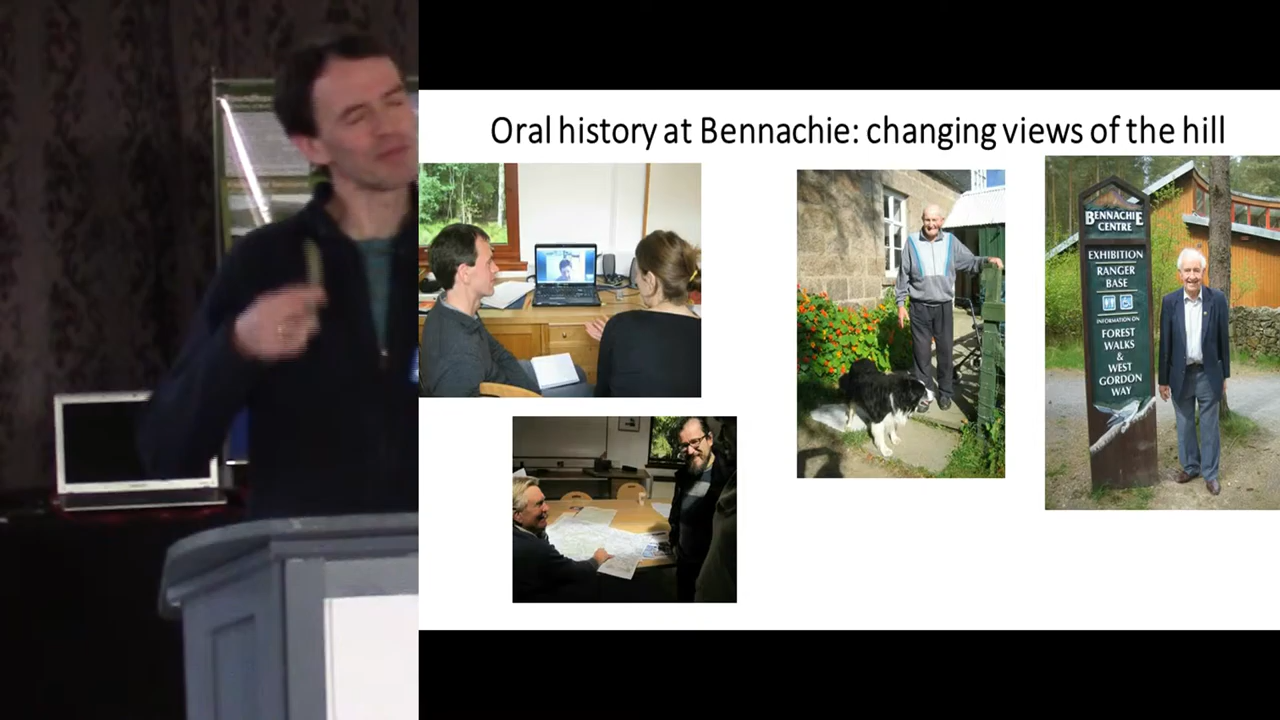 Oral history at Bennachie: changing views of the hill
BENNACHIE
CENTRE
EXHIBITION
RANGER
BASE
INFORMATION ON
FOREST
WALKS
&
WEST
GORDON
WAY